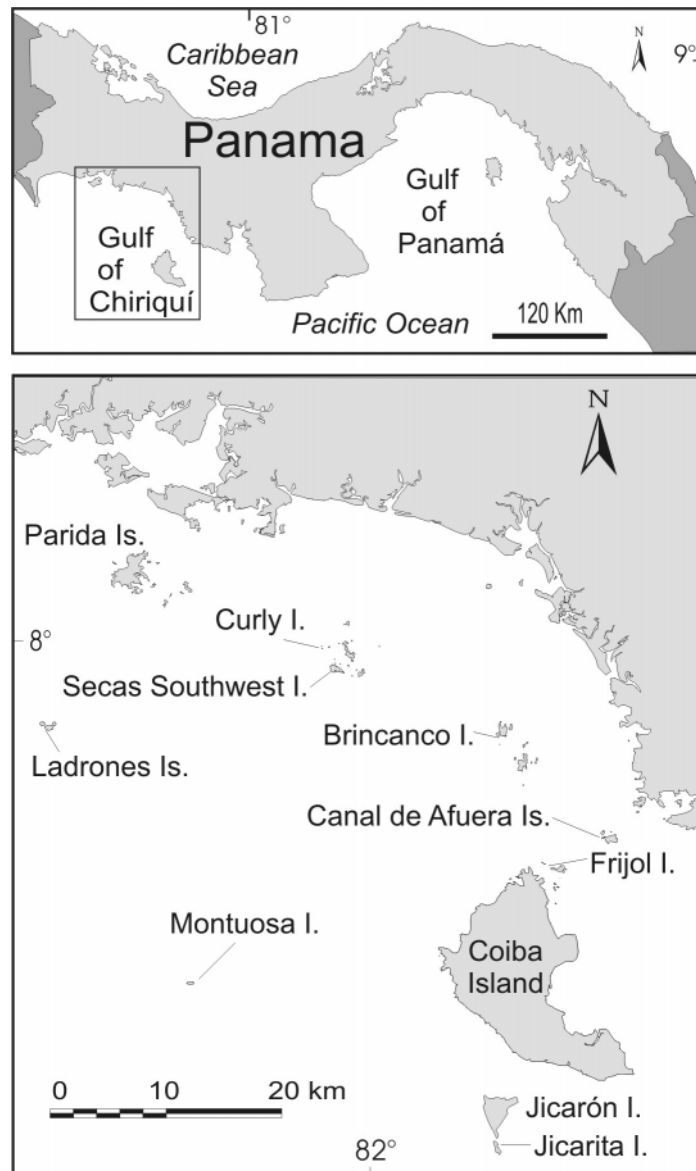 81°
Caribbean
Sea
N
9°
Panama
Gulf
of
Panamá
Gulf
of
Chiriquí
Pacific Ocean
120 Km
N
Parida Is.
Curly I.
8°
Secas Southwest I.
Brincanco I.
Ladrones Is.
Canal de Afuera Is.
Frijol I.
Montuosa I.
Coiba
Island
0 10 20 km
Jicarón I.
Jicarita I.
82°